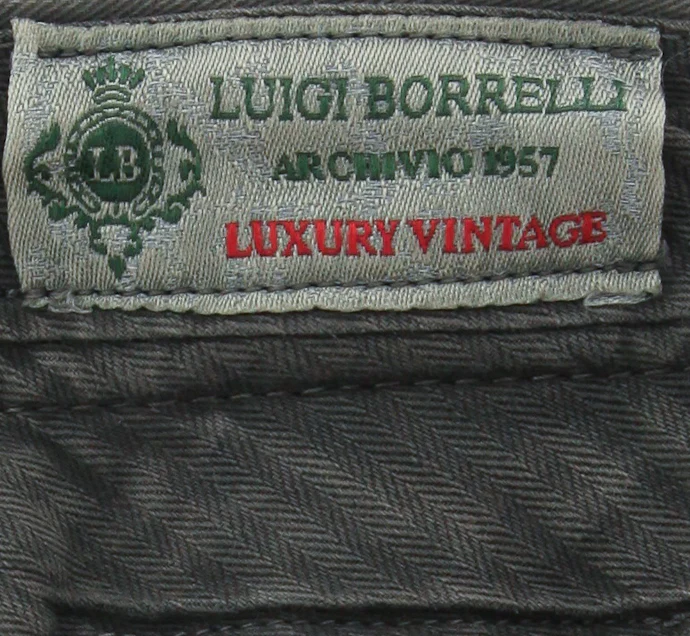 LB
LUIGI BORRELLI
ARCHIVIO 1957
LUXURY VINTAGE